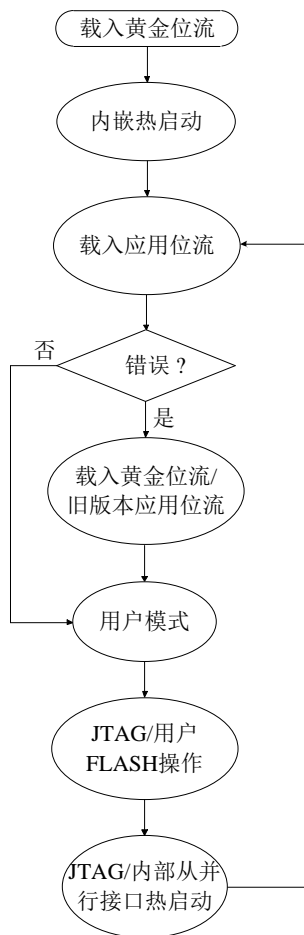 载入黄金位流
内嵌热启动
载入应用位流
错误？
否
是
载入黄金位流/
旧版本应用位流
用户模式
JTAG/用户
FLASH操作
JTAG/内部从并
行接口热启动